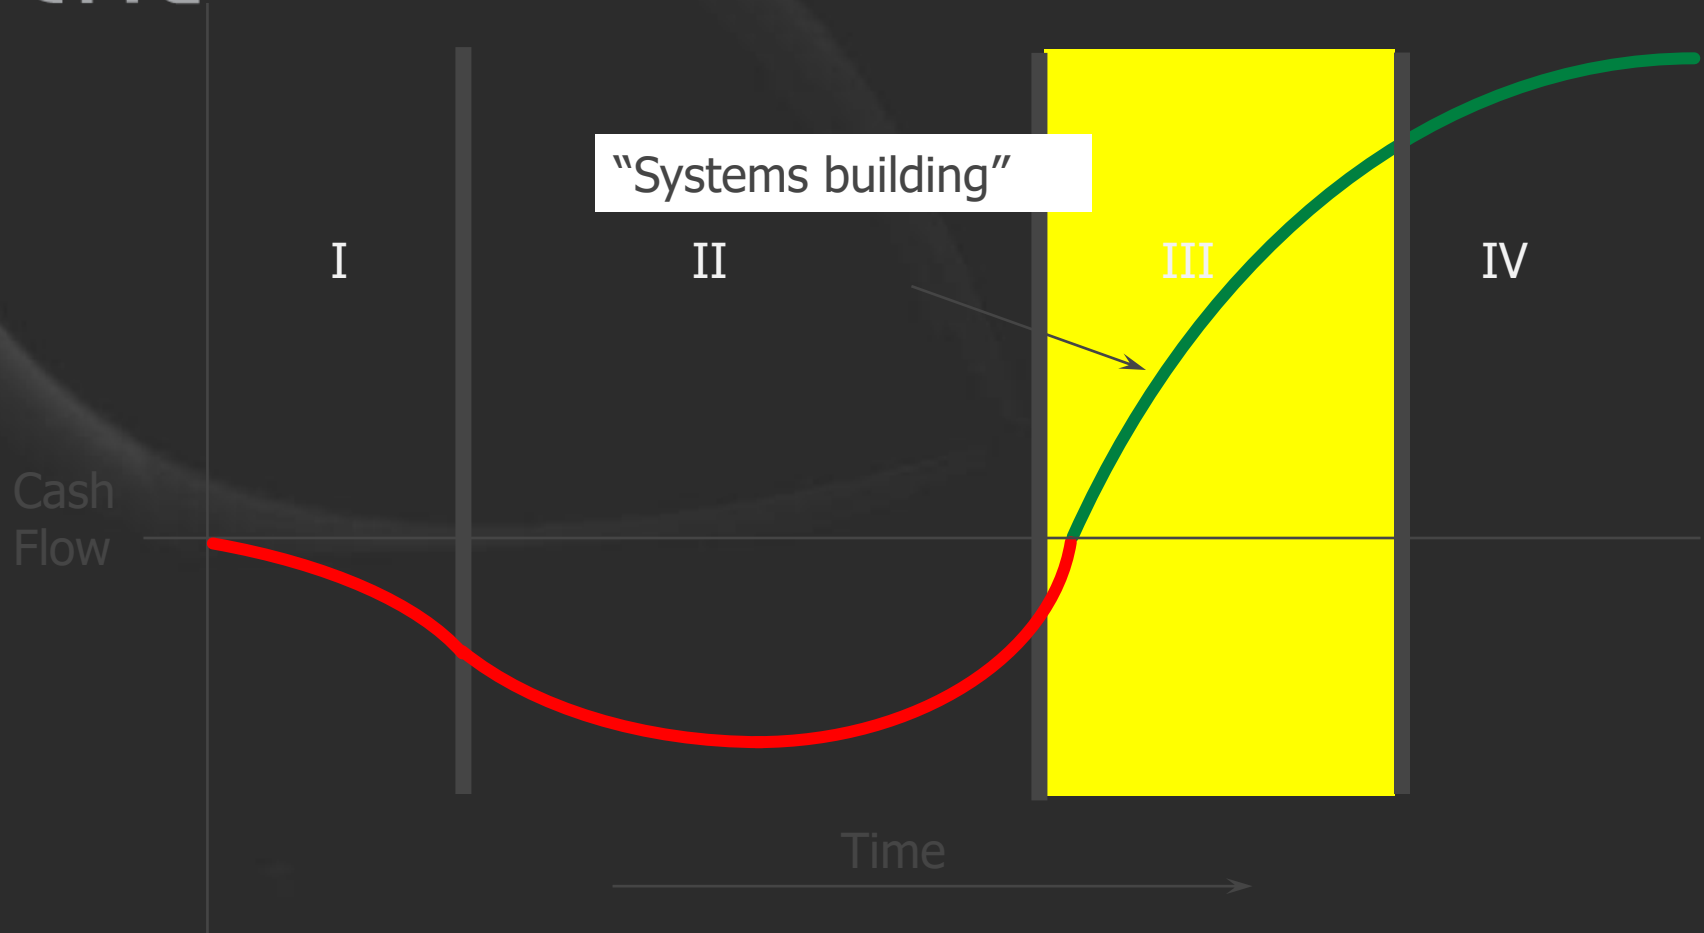 “Systems building”
I
II
III
IV
Cash
Flow
Time